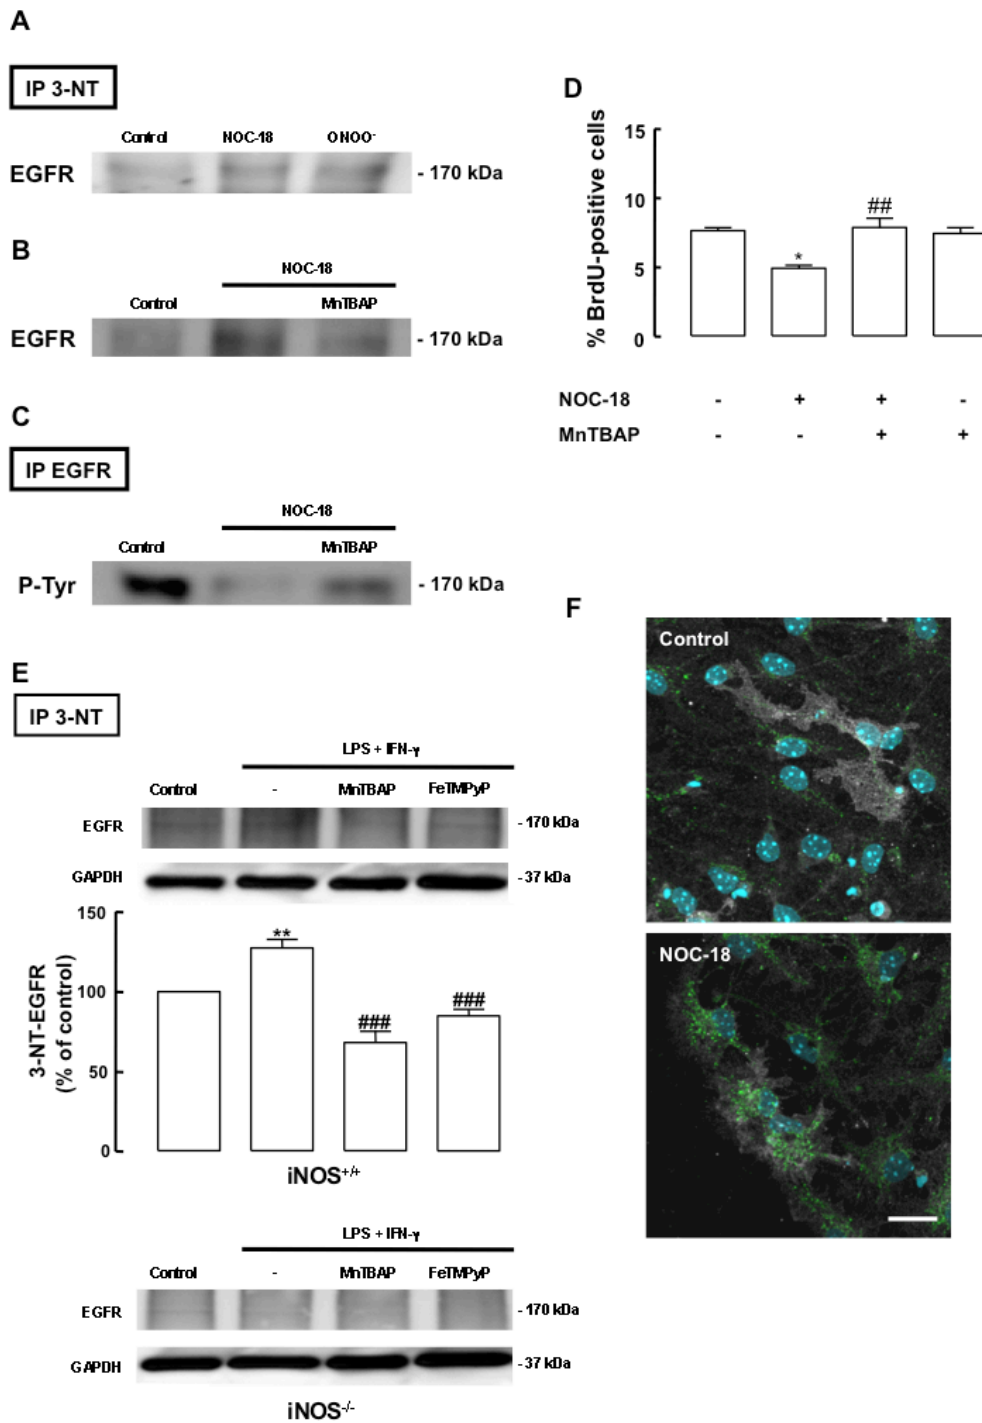 A
IP 3-NT
Control NOC-18 ONOO-
EGFR - 170 kDa
B
NOC-18
Control MnTBAP
EGFR - 170 kDa
C
IP EGFR
NOC-18
Control MnTBAP
P-Tyr - 170 kDa
D
% BrdU-positive cells
15
10
5
0
*
##
NOC-18 - + + -
MnTBAP - - + +
E
IP 3-NT
LPS + IFN-γ
Control - MnTBAP FeTMPyP
EGFR - 170 kDa
GAPDH - 37 kDa
3-NT-EGFR
(% of control)
150
100
50
0
**
###
###
iNOS+/+
LPS + IFN-γ
Control - MnTBAP FeTMPyP
EGFR - 170 kDa
GAPDH - 37 kDa
iNOS-/-
F
Control
NOC-18